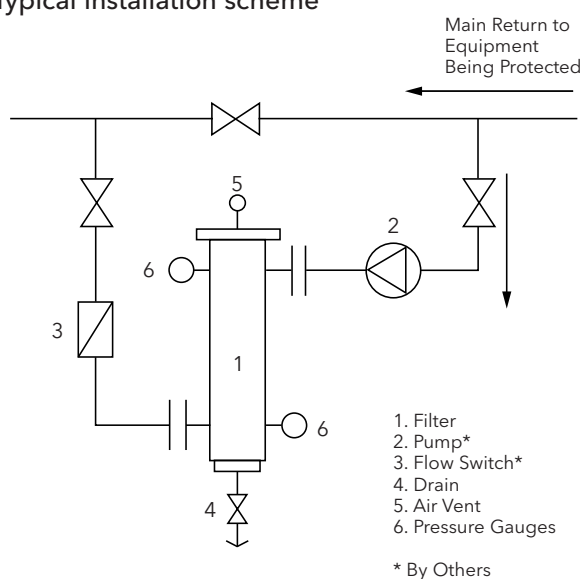 Typical installation scheme
Main Return to
Equipment
Being Protected
5
2
6
3
1
6
4
1. Filter
2. Pump*
3. Flow Switch*
4. Drain
5. Air Vent
6. Pressure Gauges
* By Others